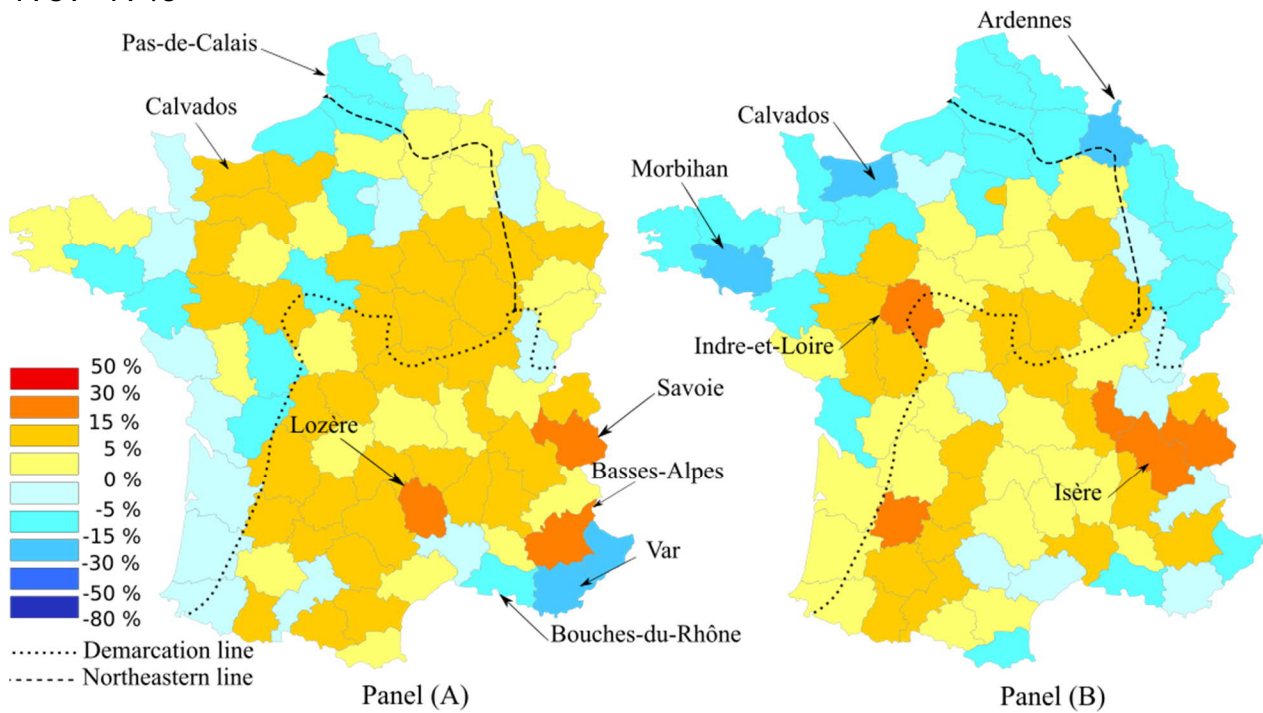 Ardennes
Pas-de-Calais
Calvados
Calvados
Morbihan
Indre-et-Loire
50 %
30 %
15 %
5 %
0 %
-5 %
-15 %
-30 %
-50 %
-80 %
Savoie
Lozère
Basses-Alpes
Isère
Var
Bouches-du-Rhône
Demarcation line
Northeastern line
Panel (A)
Panel (B)